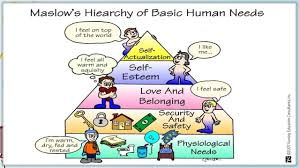 Maslow's Hiearchy of Basic Human Needs
I feel on top
of the world
I like
me...
Self-
Actualization
I feel all
warm and
squishy
Self-
Esteem
Love And
Belonging
I feel safe
Security
And
Safety
I'm warm,
dry, fed and
rested
Physiological
Needs